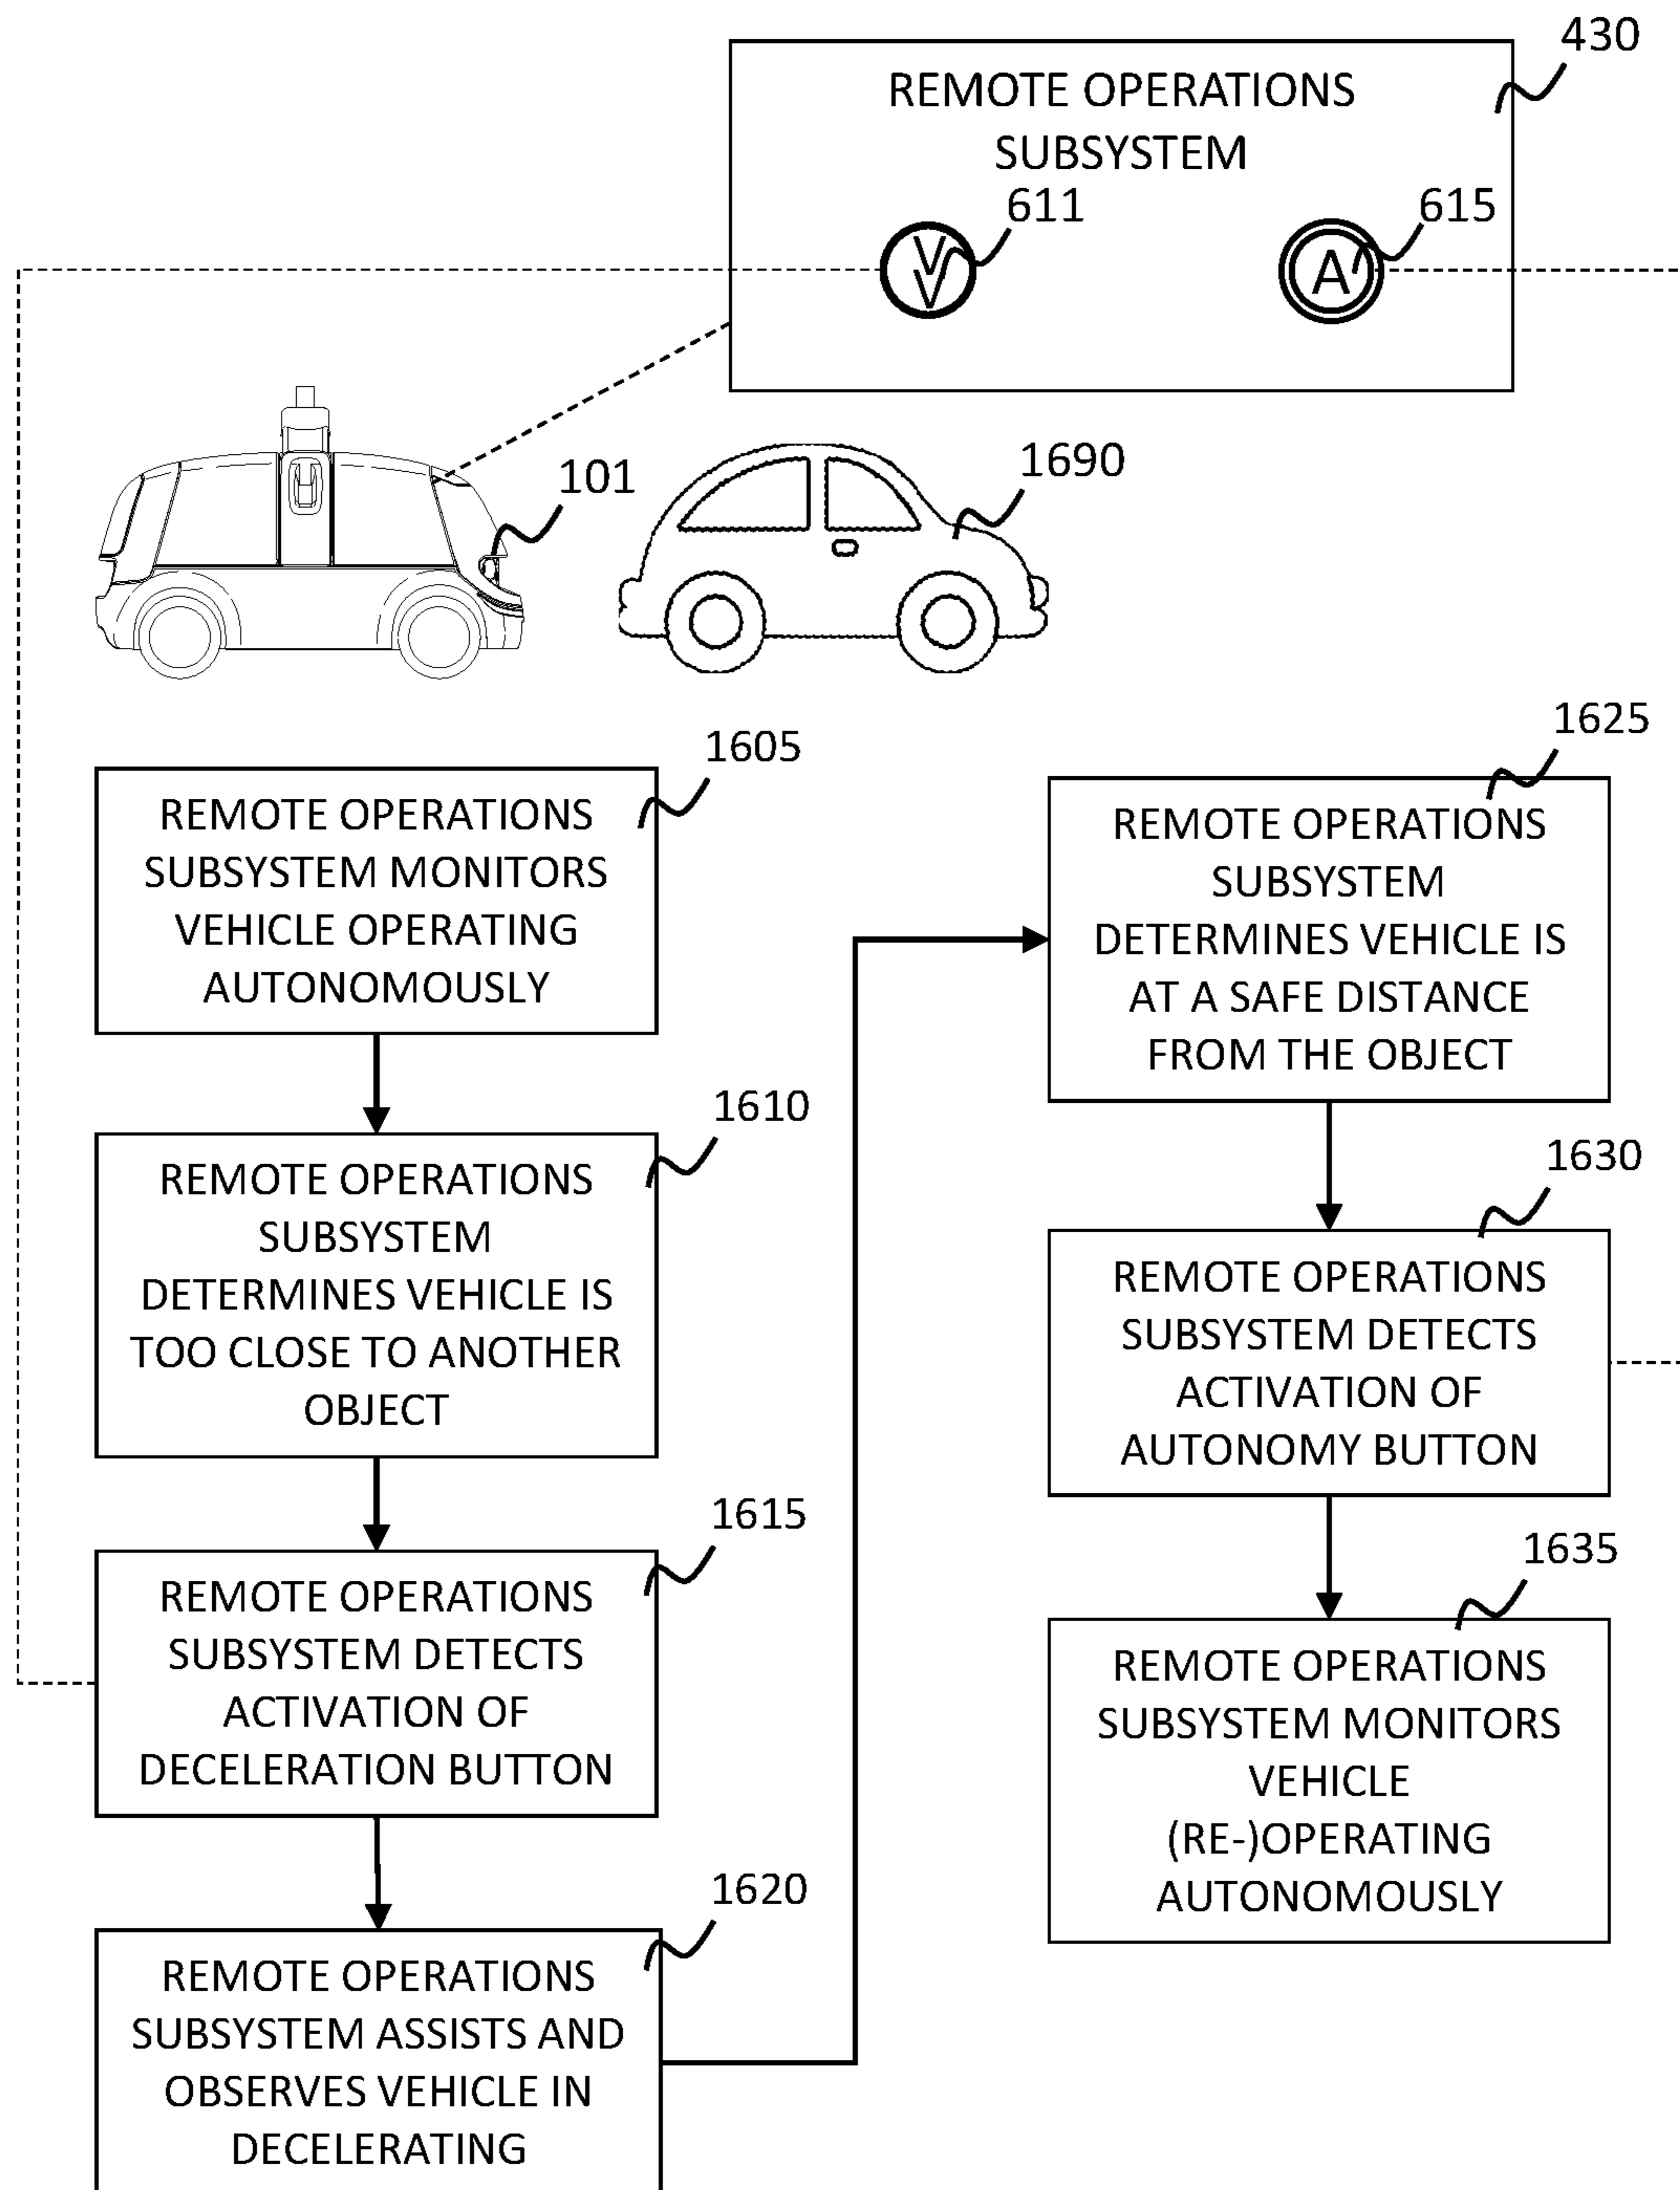 430
REMOTE OPERATIONS
SUBSYSTEM
611
615
V
V
A
101
1690
1605
REMOTE OPERATIONS
SUBSYSTEM MONITORS
VEHICLE OPERATING
AUTONOMOUSLY
1610
REMOTE OPERATIONS
SUBSYSTEM
DETERMINES VEHICLE IS
TOO CLOSE TO ANOTHER
OBJECT
1615
REMOTE OPERATIONS
SUBSYSTEM DETECTS
ACTIVATION OF
DECELERATION BUTTON
1620
REMOTE OPERATIONS
SUBSYSTEM ASSISTS AND
OBSERVES VEHICLE IN
DECELERATING
1625
REMOTE OPERATIONS
SUBSYSTEM
DETERMINES VEHICLE IS
AT A SAFE DISTANCE
FROM THE OBJECT
1630
REMOTE OPERATIONS
SUBSYSTEM DETECTS
ACTIVATION OF
AUTONOMY BUTTON
1635
REMOTE OPERATIONS
SUBSYSTEM MONITORS
VEHICLE
(RE-)OPERATING
AUTONOMOUSLY